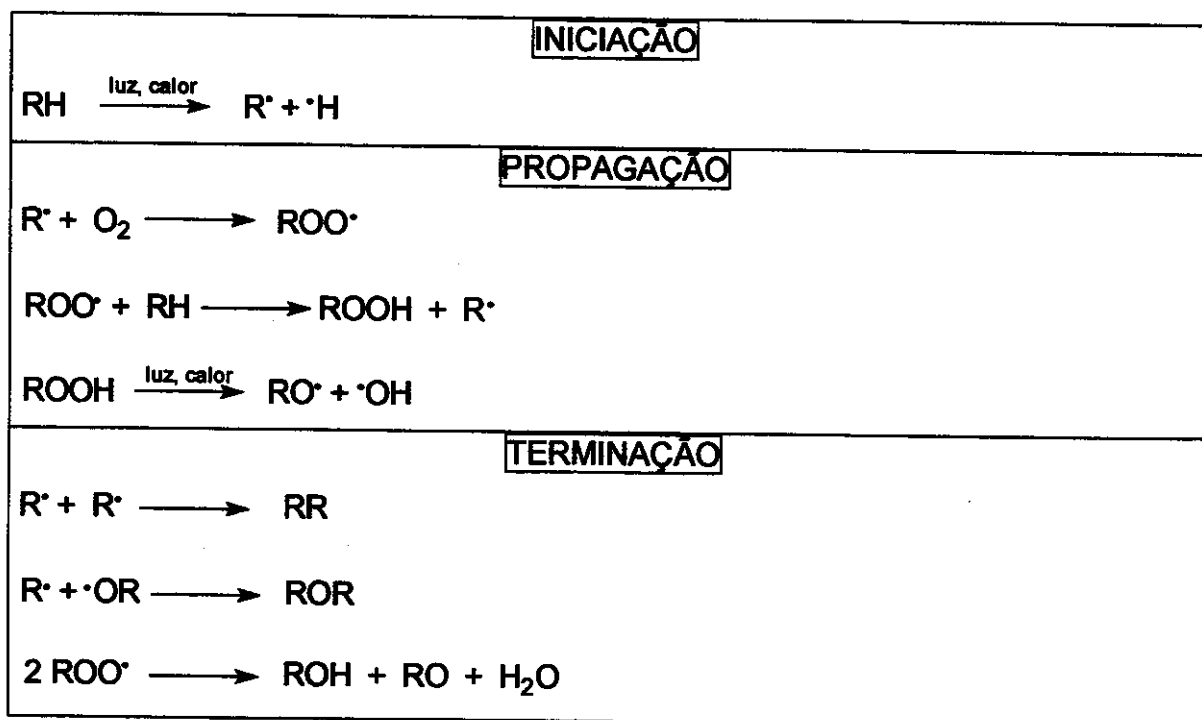 INICIAÇÃO
RH luz, calor → R• + •H
PROPAGAÇÃO
R• + O₂ → ROO•
ROO• + RH → ROOH + R•
ROOH luz, calor → RO• + •OH
TERMINAÇÃO
R• + R• → RR
R• + •OR → ROR
2 ROO• → ROH + RO + H₂O